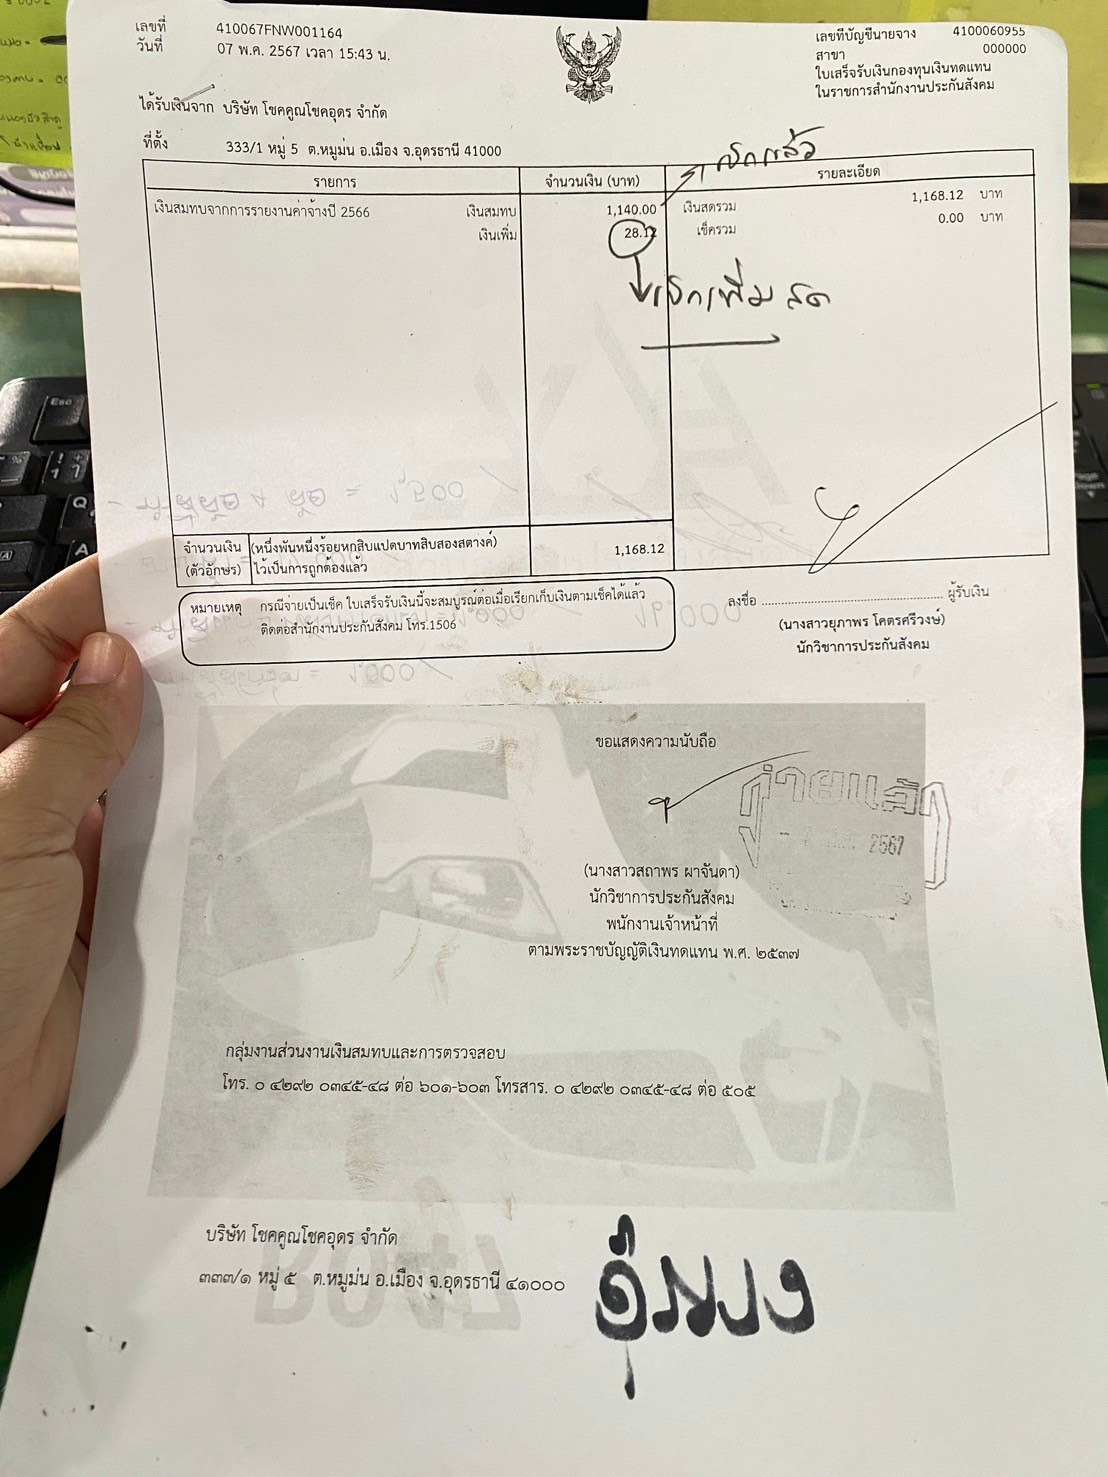 เลขที่ 410067FNW001164
วันที่ 07 พ.ค. 2567 เวลา 15:43 น.
เลขที่บัญชีนายจ้าง 4100060955
สาขา 000000
ใบเสร็จรับเงินกองทุนเงินทดแทน
ในราชการสำนักงานประกันสังคม
ได้รับเงินจาก บริษัท โชคคูณโชคอุดร จำกัด
ที่ตั้ง 333/1 หมู่ 5 ต.หมูม่น อ.เมือง จ.อุดรธานี 41000
เบิกแล้ว
รายการ จำนวนเงิน (บาท) รายละเอียด
เงินสมทบจากการรายงานค่าจ้างปี 2566 เงินสมทบ 1,140.00 เงินสดรวม 1,168.12 บาท
เงินเพิ่ม 28.12 เช็ครวม 0.00 บาท
เบิกเพิ่ม สด
จำนวนเงิน (หนึ่งพันหนึ่งร้อยหกสิบแปดบาทสิบสองสตางค์) 1,168.12
(ตัวอักษร) ไว้เป็นการถูกต้องแล้ว
หมายเหตุ กรณีจ่ายเป็นเช็ค ใบเสร็จรับเงินนี้จะสมบูรณ์ต่อเมื่อเรียกเก็บเงินตามเช็คได้แล้ว
ติดต่อสำนักงานประกันสังคม โทร.1506
ลงชื่อ ........................................ ผู้รับเงิน
(นางสาวยุภาพร โคตรศรีวงษ์)
นักวิชาการประกันสังคม
ขอแสดงความนับถือ
จ่ายแล้ว
2567
(นางสาวสถาพร ผาจันดา)
นักวิชาการประกันสังคม
พนักงานเจ้าหน้าที่
ตามพระราชบัญญัติเงินทดแทน พ.ศ. ๒๕๓๗
กลุ่มงานส่วนงานเงินสมทบและการตรวจสอบ
โทร. ๐ ๔๒๙๒ ๐๓๔๕-๔๘ ต่อ ๖๐๑-๖๐๓ โทรสาร. ๐ ๔๒๙๒ ๐๓๔๕-๔๘ ต่อ ๕๐๕
บริษัท โชคคูณโชคอุดร จำกัด
๓๓๓/๑ หมู่ ๕ ต.หมูม่น อ.เมือง จ.อุดรธานี ๔๑๐๐๐